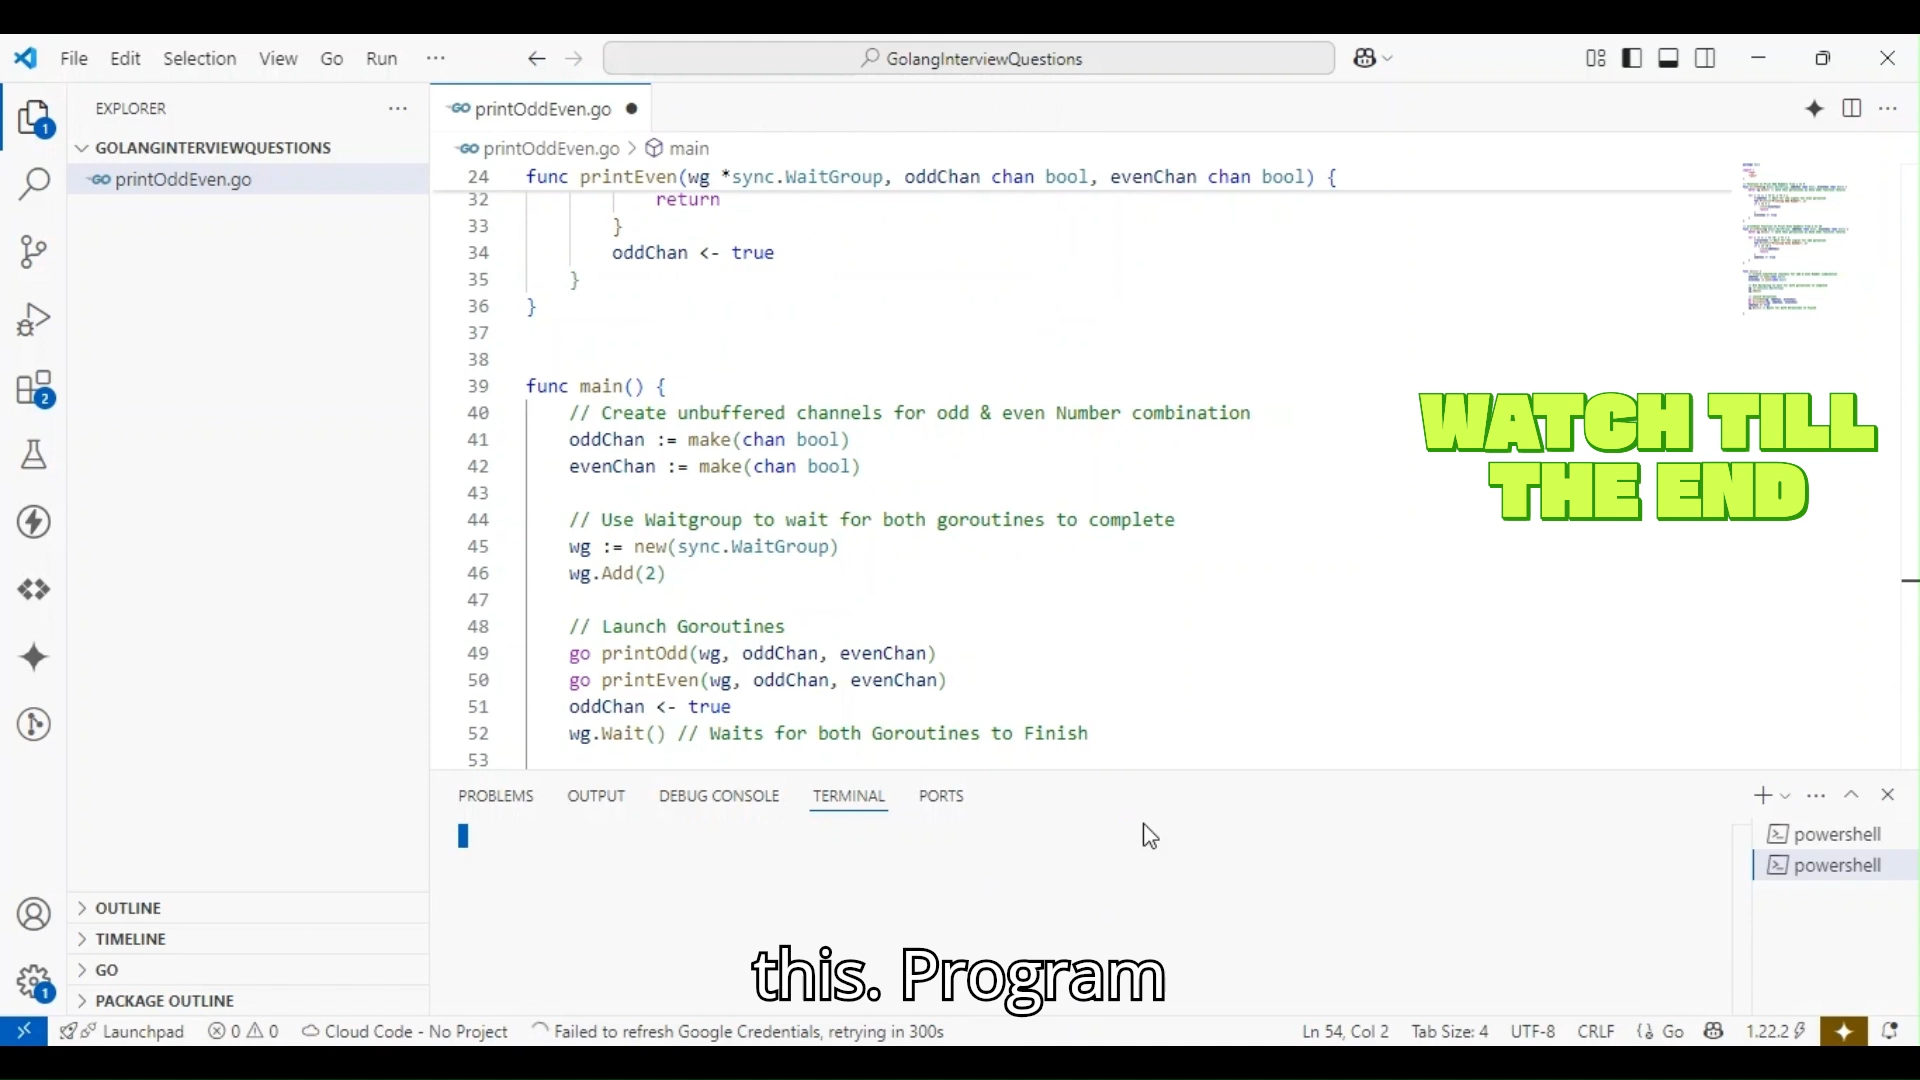 File Edit Selection View Go Run ···
GolangInterviewQuestions
EXPLORER ···
GOLANGINTERVIEWQUESTIONS
printOddEven.go
1
2
1
OUTLINE
TIMELINE
GO
PACKAGE OUTLINE
GO printOddEven.go
GO printOddEven.go > main
24 func printEven(wg *sync.WaitGroup, oddChan chan bool, evenChan chan bool) {
32 return
33 }
34 oddChan <- true
35 }
36 }
37
38
39 func main() {
40 // Create unbuffered channels for odd & even Number combination
41 oddChan := make(chan bool)
42 evenChan := make(chan bool)
43
44 // Use Waitgroup to wait for both goroutines to complete
45 wg := new(sync.WaitGroup)
46 wg.Add(2)
47
48 // Launch Goroutines
49 go printOdd(wg, oddChan, evenChan)
50 go printEven(wg, oddChan, evenChan)
51 oddChan <- true
52 wg.Wait() // Waits for both Goroutines to Finish
53
WATCH TILL
THE END
PROBLEMS OUTPUT DEBUG CONSOLE TERMINAL PORTS
powershell
powershell
this. Program
Launchpad 0 0 Cloud Code - No Project Failed to refresh Google Credentials, retrying in 300s Ln 54, Col 2 Tab Size: 4 UTF-8 CRLF Go 1.22.2